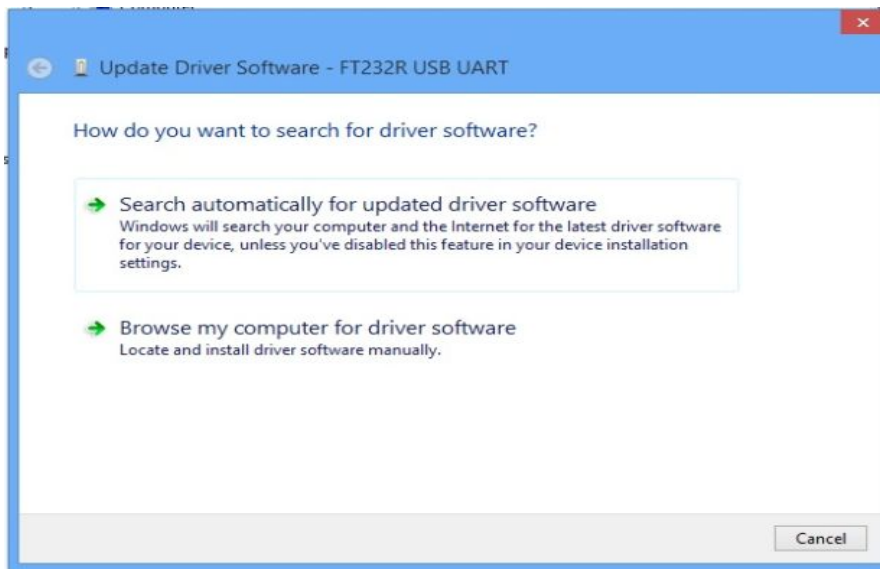 Update Driver Software - FT232R USB UART
How do you want to search for driver software?
Search automatically for updated driver software
Windows will search your computer and the Internet for the latest driver software
for your device, unless you've disabled this feature in your device installation
settings.
Browse my computer for driver software
Locate and install driver software manually.
Cancel